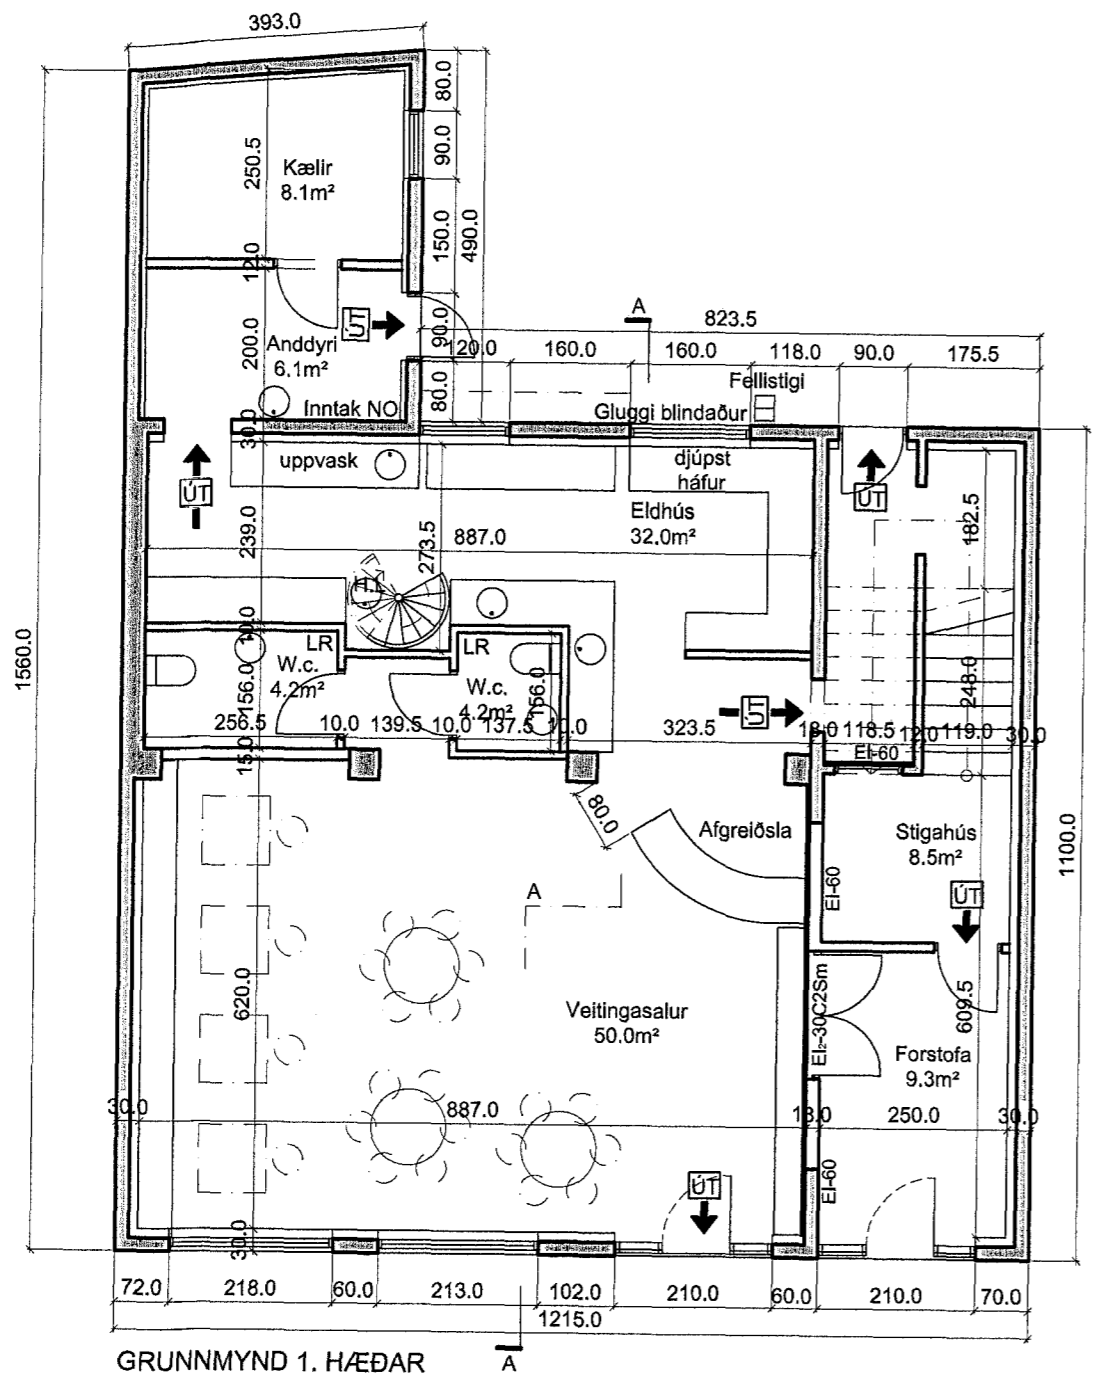 393.0
80.0
90.0
250.5
Kælir
8.1m²
150.0
490.0
12.0
A
823.5
ÚT
90.0
200.0
Anddyri
6.1m²
120.0
160.0
160.0
118.0
90.0
175.5
80.0
Fellistigi
Inntak NO
Gluggi blindaður
30.0
uppvask
djúpst
háfur
ÚT
ÚT
Eldhús
32.0m²
182.5
239.0
887.0
273.5
1560.0
10.0
LR
LR
W.c.
4.2m²
W.c.
4.2m²
156.0
156.0
248.0
ÚT
256.5
10.0
139.5
10.0
137.5
10.0
323.5
18.0
118.5
12.0
119.0
30.0
EI-60
15.0
80.0
Afgreiðsla
Stigahús
8.5m²
1100.0
EI-60
ÚT
A
620.0
Veitingasalur
50.0m²
EI₂-30C2Sm
609.5
Forstofa
9.3m²
30.0
887.0
18.0
250.0
30.0
EI-60
ÚT
30.0
72.0
218.0
60.0
213.0
102.0
210.0
60.0
210.0
70.0
1215.0
GRUNNMYND 1. HÆÐAR
A